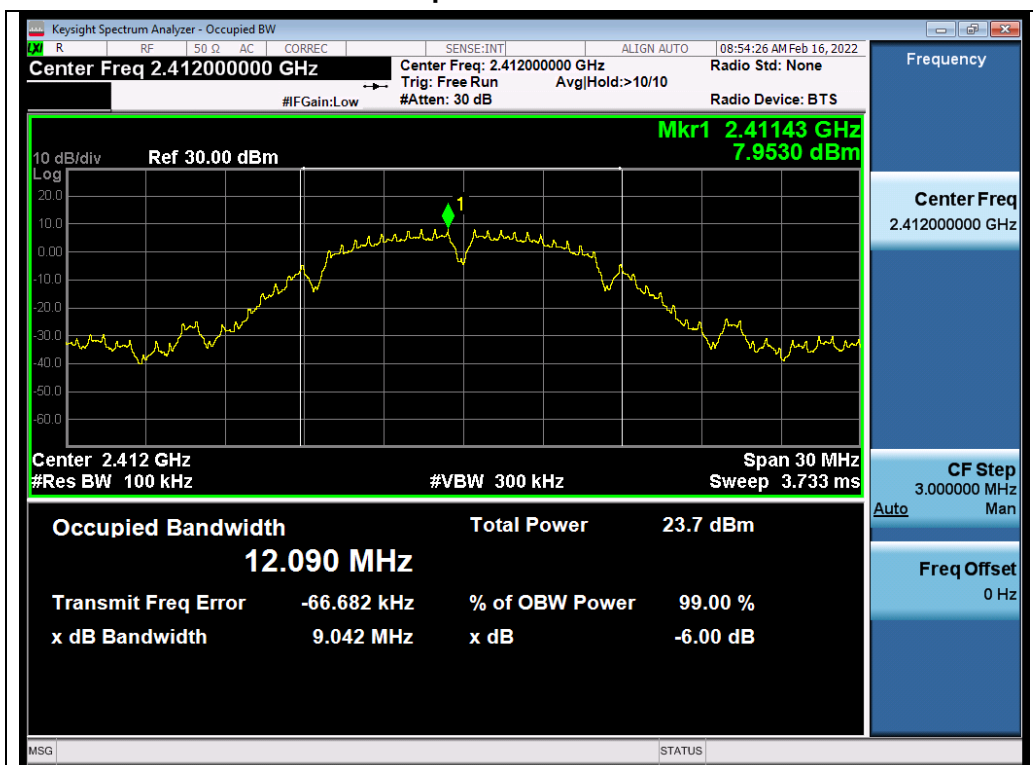 Keysight Spectrum Analyzer - Occupied BW
LXI R RF 50 Ω AC CORREC SENSE:INT ALIGN AUTO 08:54:26 AM Feb 16, 2022
Center Freq 2.412000000 GHz Center Freq: 2.412000000 GHz Radio Std: None
Trig: Free Run Avg|Hold:>10/10
#IFGain:Low #Atten: 30 dB Radio Device: BTS
Frequency
Mkr1 2.41143 GHz
7.9530 dBm
10 dB/div Ref 30.00 dBm
Log
20.0
10.0
0.00
-10.0
-20.0
-30.0
-40.0
-50.0
-60.0
1
Center 2.412 GHz Span 30 MHz
#Res BW 100 kHz #VBW 300 kHz Sweep 3.733 ms
Occupied Bandwidth Total Power 23.7 dBm
12.090 MHz
Transmit Freq Error -66.682 kHz % of OBW Power 99.00 %
x dB Bandwidth 9.042 MHz x dB -6.00 dB
Center Freq
2.412000000 GHz
CF Step
3.000000 MHz
Auto Man
Freq Offset
0 Hz
MSG STATUS